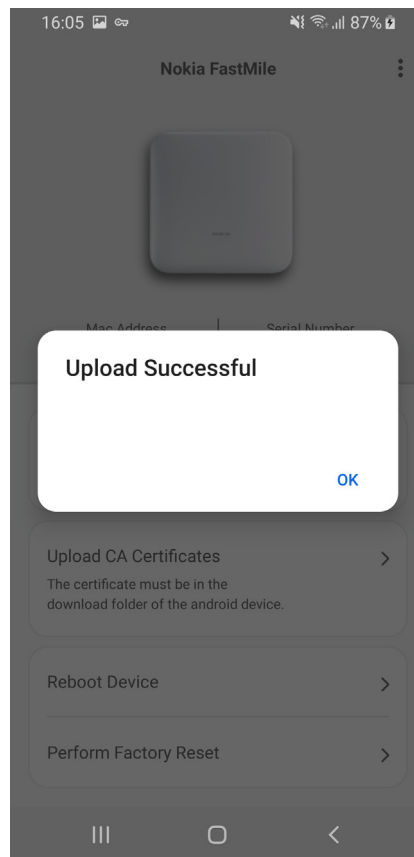 16:05 87%
Nokia FastMile
Mac Address Serial Number
Upload Successful
OK
Upload CA Certificates
The certificate must be in the
download folder of the android device.
Reboot Device
Perform Factory Reset